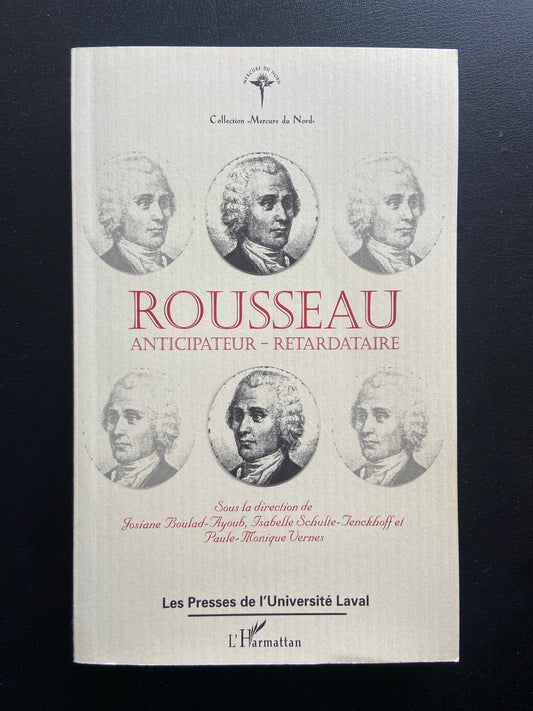 MERCURE DU NORD
Collection «Mercure du Nord»
ROUSSEAU
ANTICIPATEUR – RETARDATAIRE
Sous la direction de
Josiane Boulad-Ayoub, Isabelle Schulte-Tenckhoff et
Paule-Monique Vernes
Les Presses de l'Université Laval
L'Harmattan